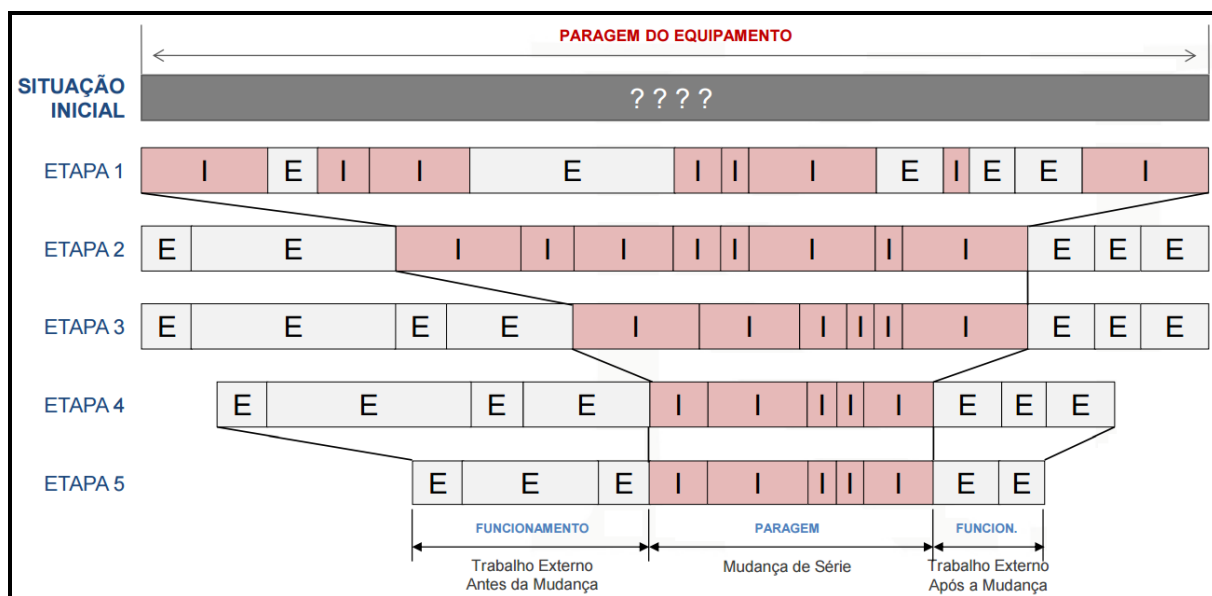 PARAGEM DO EQUIPAMENTO
SITUAÇÃO
INICIAL
? ? ? ?
ETAPA 1
I E I I E I I I E I E E I
ETAPA 2
E E I I I I I I I I E E E
ETAPA 3
E E E E I I I I I I E E E
ETAPA 4
E E E E I I I I I E E E
ETAPA 5
E E E I I I I I E E
FUNCIONAMENTO PARAGEM FUNCION.
Trabalho Externo
Antes da Mudança
Mudança de Série
Trabalho Externo
Após a Mudança